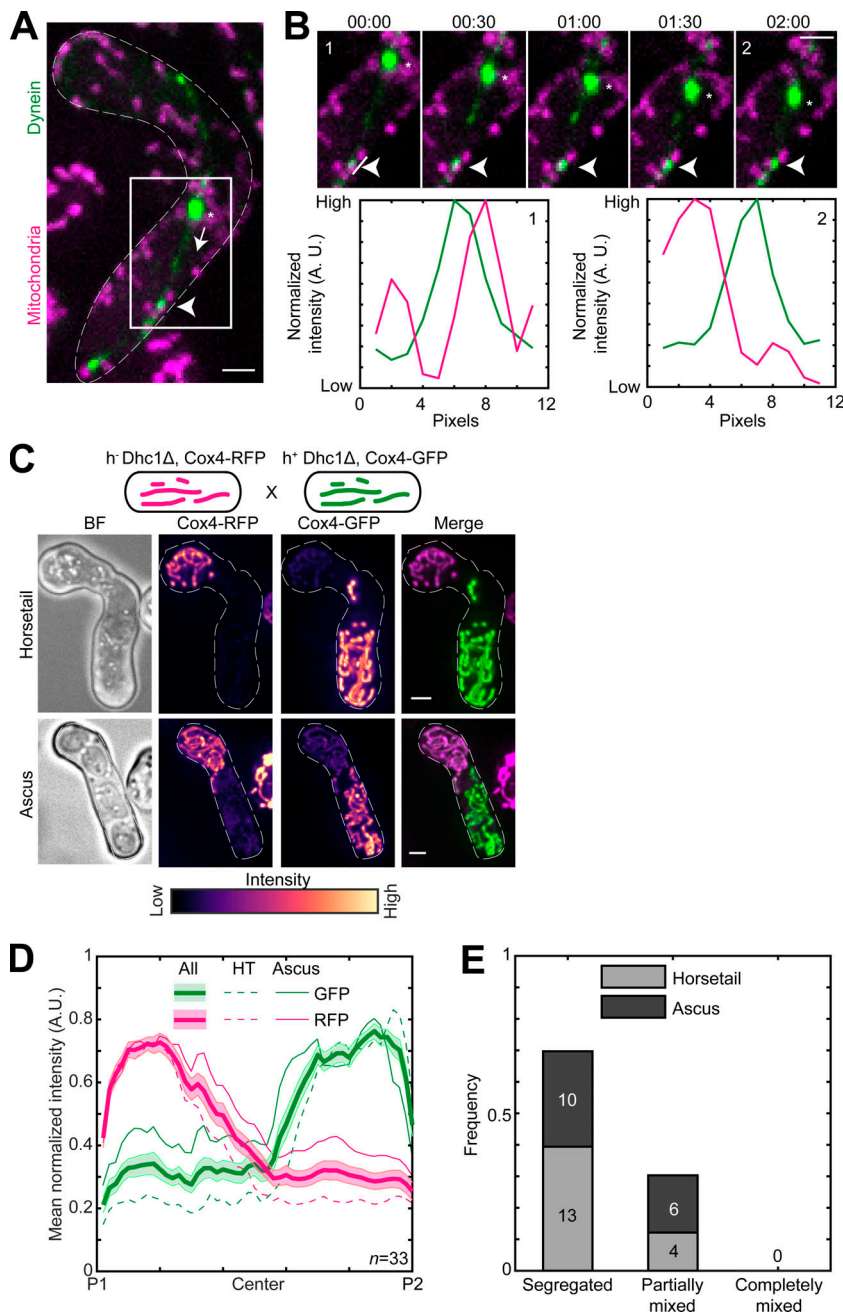 A
B
Dynein
Mitochondria
*
00:00 00:30 01:00 01:30 02:00
1 2
* * * * *
High High
Normalized intensity (A. U.)
Normalized intensity (A. U.)
1 2
Low Low
0 4 8 12 0 4 8 12
Pixels Pixels
C
h- Dhc1Δ, Cox4-RFP h+ Dhc1Δ, Cox4-GFP
X
BF Cox4-RFP Cox4-GFP Merge
Horsetail
Ascus
Intensity
Low High
D
Mean normalized intensity (A.U.)
1
0.8
0.6
0.4
0.2
0
All HT Ascus
GFP
RFP
n=33
P1 Center P2
E
Frequency
1
0.5
0
Horsetail
Ascus
10
13
6
4
0
Segregated Partially mixed Completely mixed